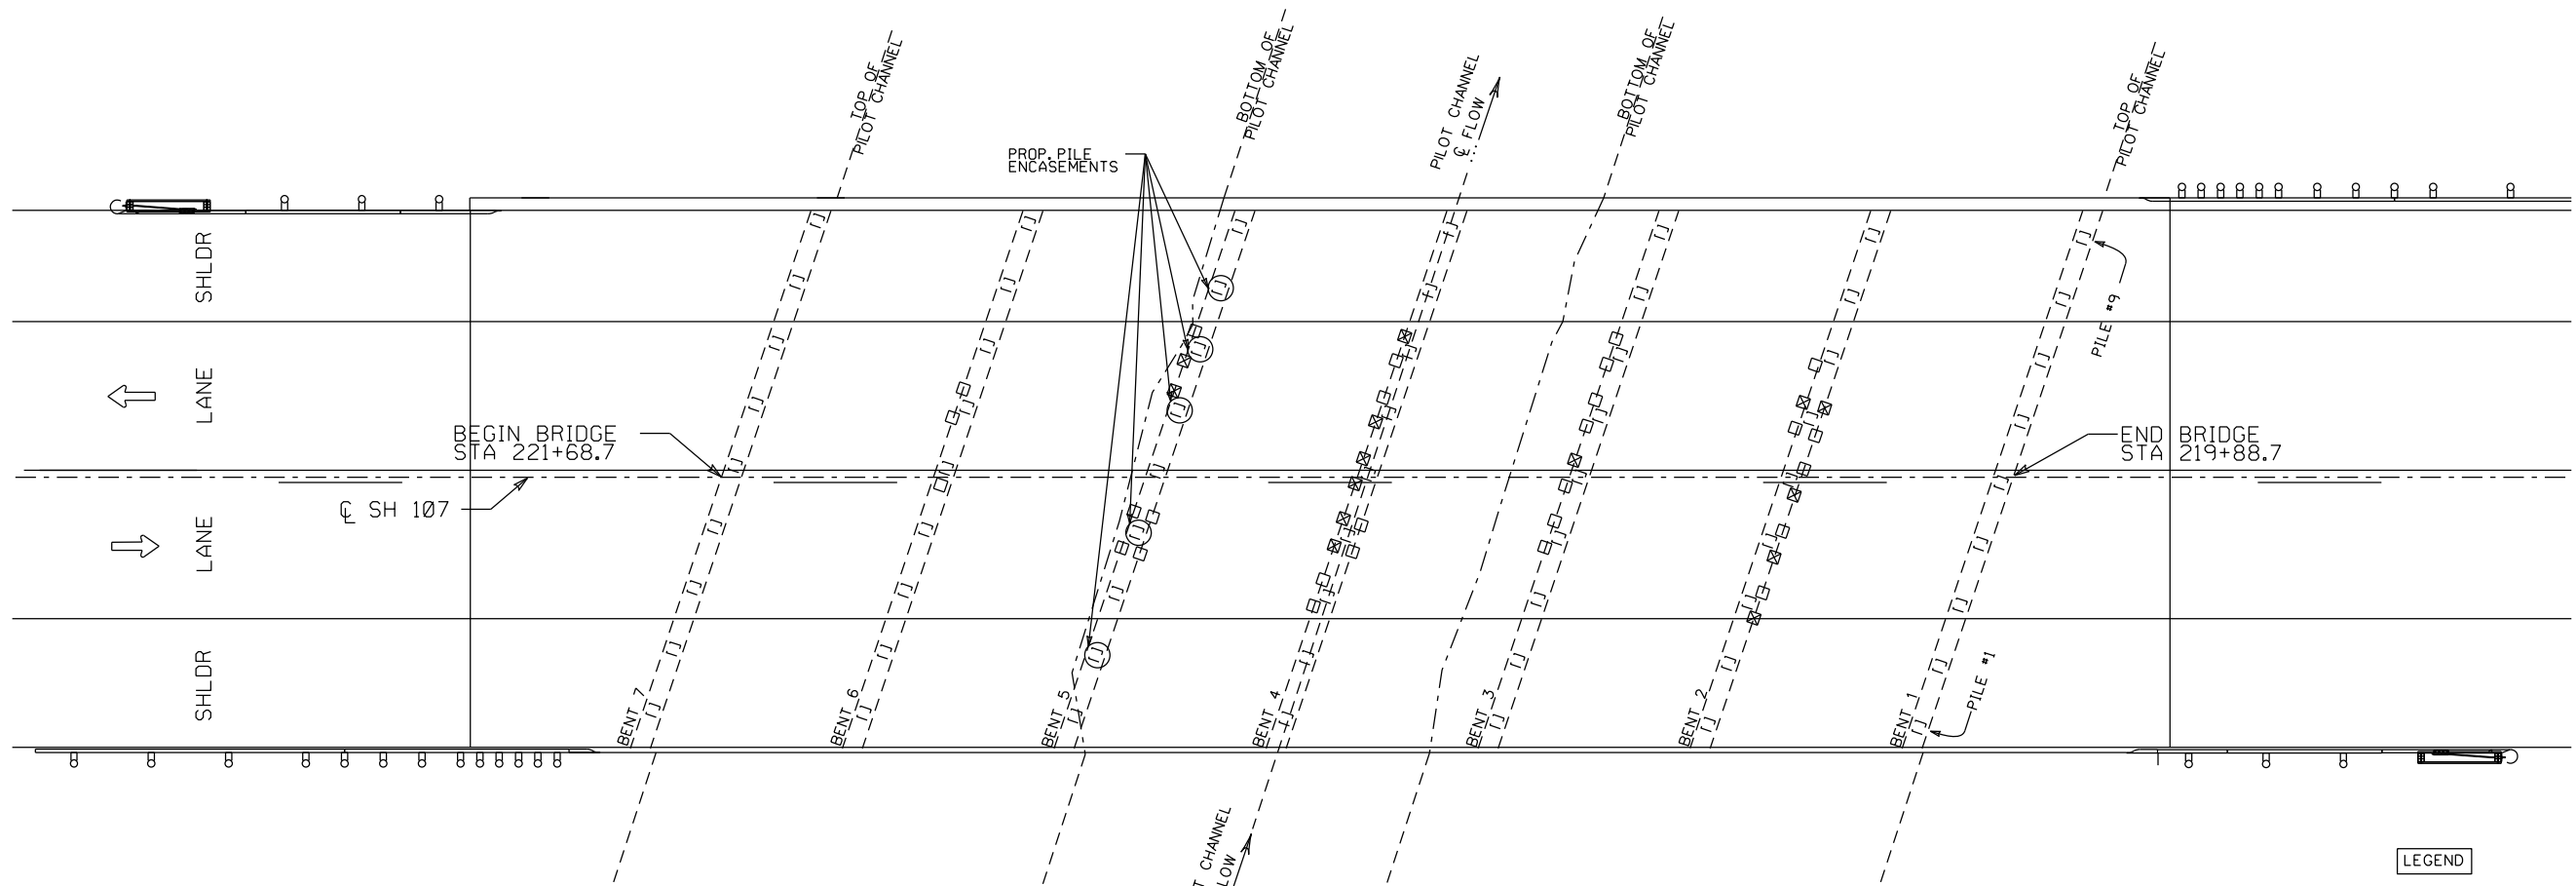 TOP OF
PILOT CHANNEL
BOTTOM OF
PILOT CHANNEL
PILOT CHANNEL
℄ FLOW
BOTTOM OF
PILOT CHANNEL
TOP OF
PILOT CHANNEL
PROP. PILE
ENCASEMENTS
SHLDR
LANE
LANE
SHLDR
BEGIN BRIDGE
STA 221+68.7
℄ SH 107
END BRIDGE
STA 219+88.7
PILE #9
PILE #1
BENT 7
BENT 6
BENT 5
BENT 4
BENT 3
BENT 2
BENT 1
CHANNEL
LEGEND